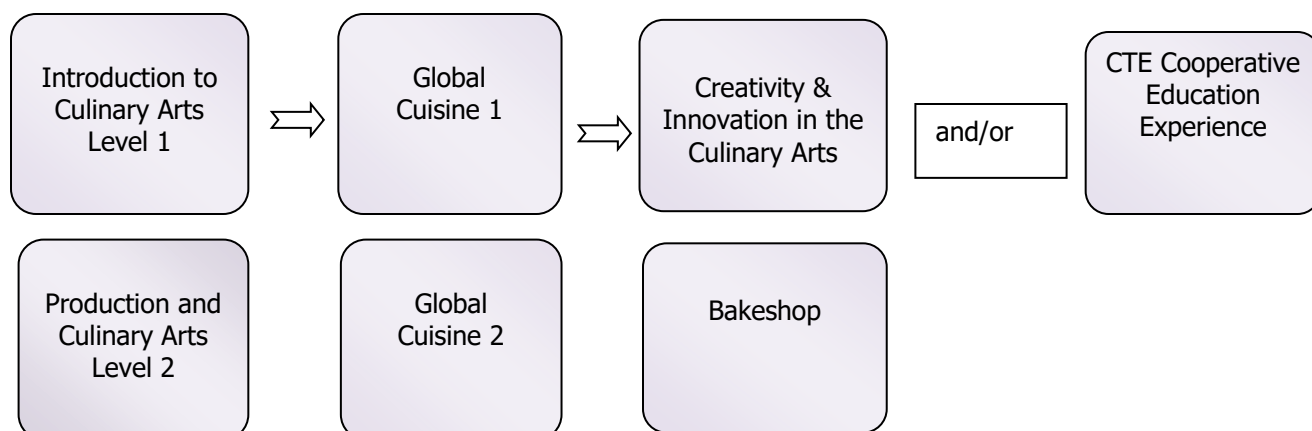 Introduction to
Culinary Arts
Level 1
Global
Cuisine 1
Creativity &
Innovation in the
Culinary Arts
and/or
CTE Cooperative
Education
Experience
Production and
Culinary Arts
Level 2
Global
Cuisine 2
Bakeshop